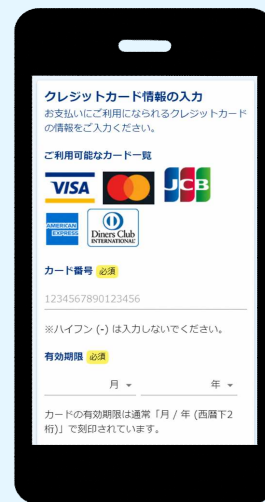 クレジットカード情報の入力
お支払いにご利用になられるクレジットカード
の情報をご入力ください。
ご利用可能なカード一覧
VISA
JCB
AMERICAN
EXPRESS
Diners Club
INTERNATIONAL
カード番号 必須
1234567890123456
※ハイフン (-) は入力しないでください。
有効期限 必須
月 年
カードの有効期限は通常「月 / 年 (西暦下2
桁)」で刻印されています。